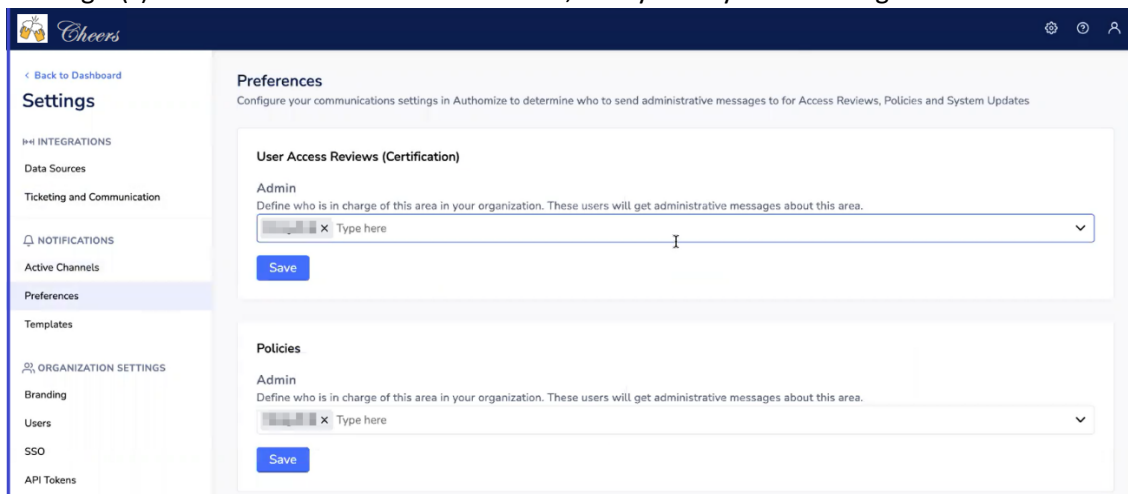 Cheers
< Back to Dashboard
Settings
INTEGRATIONS
Data Sources
Ticketing and Communication
NOTIFICATIONS
Active Channels
Preferences
Templates
ORGANIZATION SETTINGS
Branding
Users
SSO
API Tokens
Preferences
Configure your communications settings in Authomize to determine who to send administrative messages to for Access Reviews, Policies and System Updates
User Access Reviews (Certification)
Admin
Define who is in charge of this area in your organization. These users will get administrative messages about this area.
× Type here
Save
Policies
Admin
Define who is in charge of this area in your organization. These users will get administrative messages about this area.
× Type here
Save